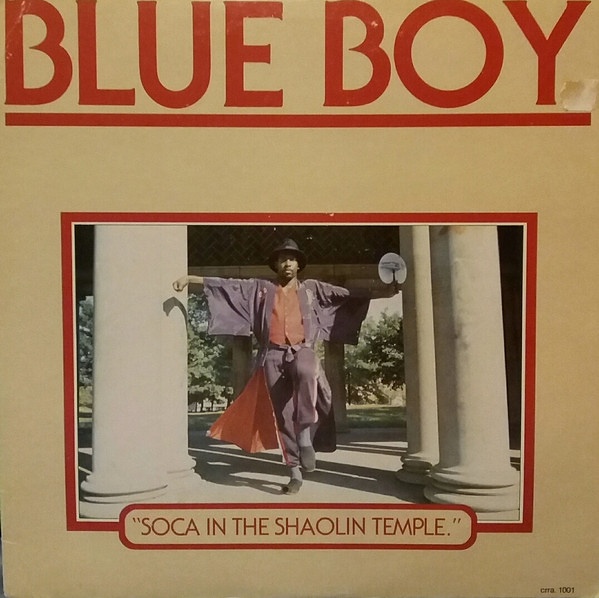 BLUE BOY
"SOCA IN THE SHAOLIN TEMPLE."
crra. 1001